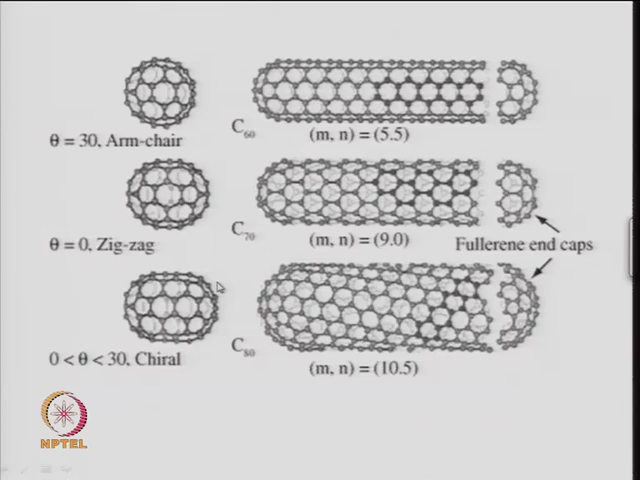 C60
(m, n) = (5.5)
θ = 30, Arm-chair
C70
(m, n) = (9.0)
θ = 0, Zig-zag
Fullerene end caps
C80
(m, n) = (10.5)
0 < θ < 30, Chiral
NPTEL